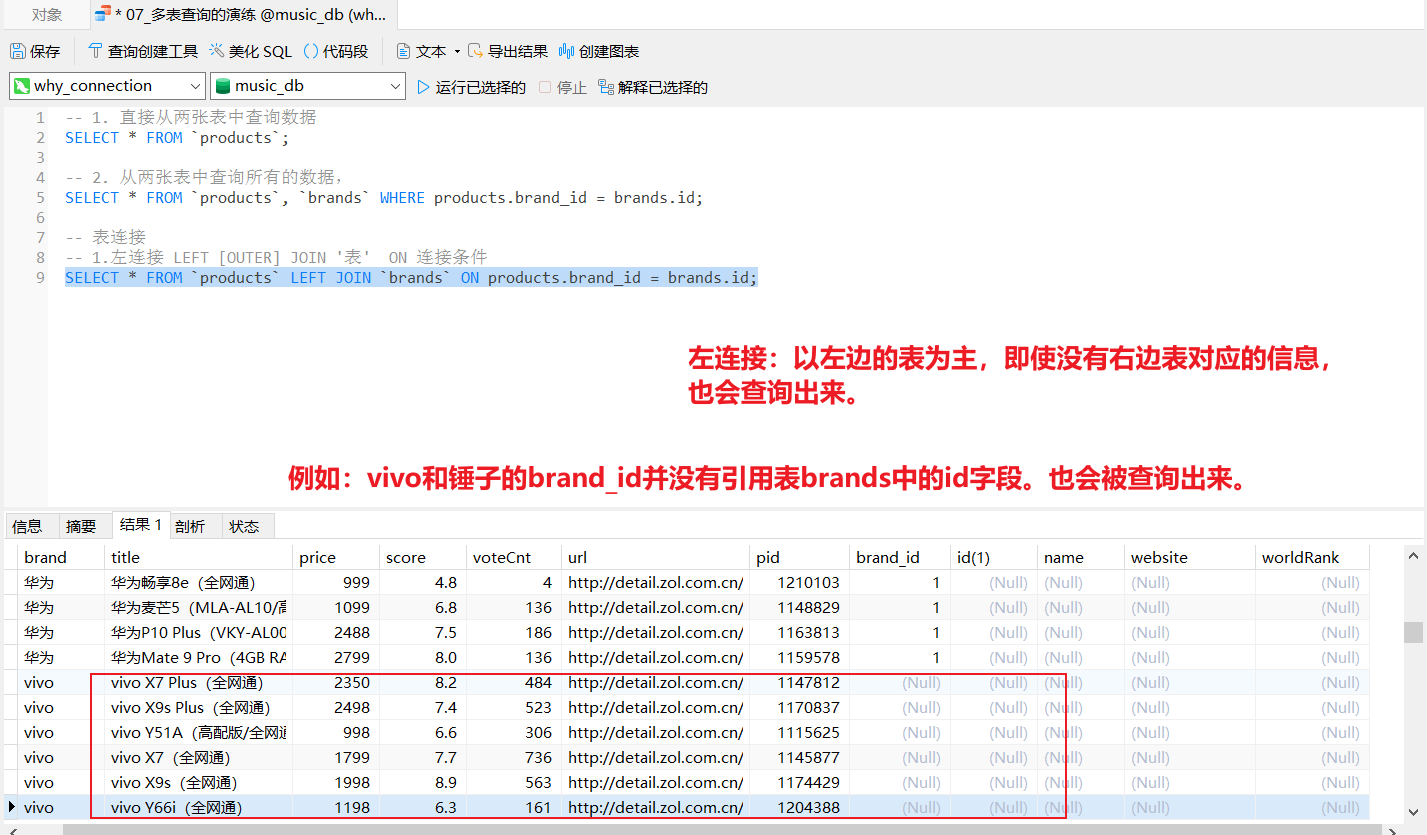 对象 * 07_多表查询的演练 @music_db (wh...
保存 查询创建工具 美化 SQL () 代码段 文本 导出结果 创建图表
why_connection music_db 运行已选择的 停止 解释已选择的
1 -- 1. 直接从两张表中查询数据
2 SELECT * FROM `products`;
3
4 -- 2. 从两张表中查询所有的数据，
5 SELECT * FROM `products`, `brands` WHERE products.brand_id = brands.id;
6
7 -- 表连接
8 -- 1.左连接 LEFT [OUTER] JOIN '表' ON 连接条件
9 SELECT * FROM `products` LEFT JOIN `brands` ON products.brand_id = brands.id;
左连接：以左边的表为主，即使没有右边表对应的信息，
也会查询出来。
例如：vivo和锤子的brand_id并没有引用表brands中的id字段。也会被查询出来。
信息 摘要 结果 1 剖析 状态
brand title price score voteCnt url pid brand_id id(1) name website worldRank
华为 华为畅享8e（全网通） 999 4.8 4 http://detail.zol.com.cn/ 1210103 1 (Null) (Null) (Null) (Null)
华为 华为麦芒5（MLA-AL10/高 1099 6.8 136 http://detail.zol.com.cn/ 1148829 1 (Null) (Null) (Null) (Null)
华为 华为P10 Plus（VKY-AL00 2488 7.5 186 http://detail.zol.com.cn/ 1163813 1 (Null) (Null) (Null) (Null)
华为 华为Mate 9 Pro（4GB RA 2799 8.0 136 http://detail.zol.com.cn/ 1159578 1 (Null) (Null) (Null) (Null)
vivo vivo X7 Plus（全网通） 2350 8.2 484 http://detail.zol.com.cn/ 1147812 (Null) (Null) (Null) (Null) (Null)
vivo vivo X9s Plus（全网通） 2498 7.4 523 http://detail.zol.com.cn/ 1170837 (Null) (Null) (Null) (Null) (Null)
vivo vivo Y51A（高配版/全网通 998 6.6 306 http://detail.zol.com.cn/ 1115625 (Null) (Null) (Null) (Null) (Null)
vivo vivo X7（全网通） 1799 7.7 736 http://detail.zol.com.cn/ 1145877 (Null) (Null) (Null) (Null) (Null)
vivo vivo X9s（全网通） 1998 8.9 563 http://detail.zol.com.cn/ 1174429 (Null) (Null) (Null) (Null) (Null)
vivo vivo Y66i（全网通） 1198 6.3 161 http://detail.zol.com.cn/ 1204388 (Null) (Null) (Null) (Null) (Null)